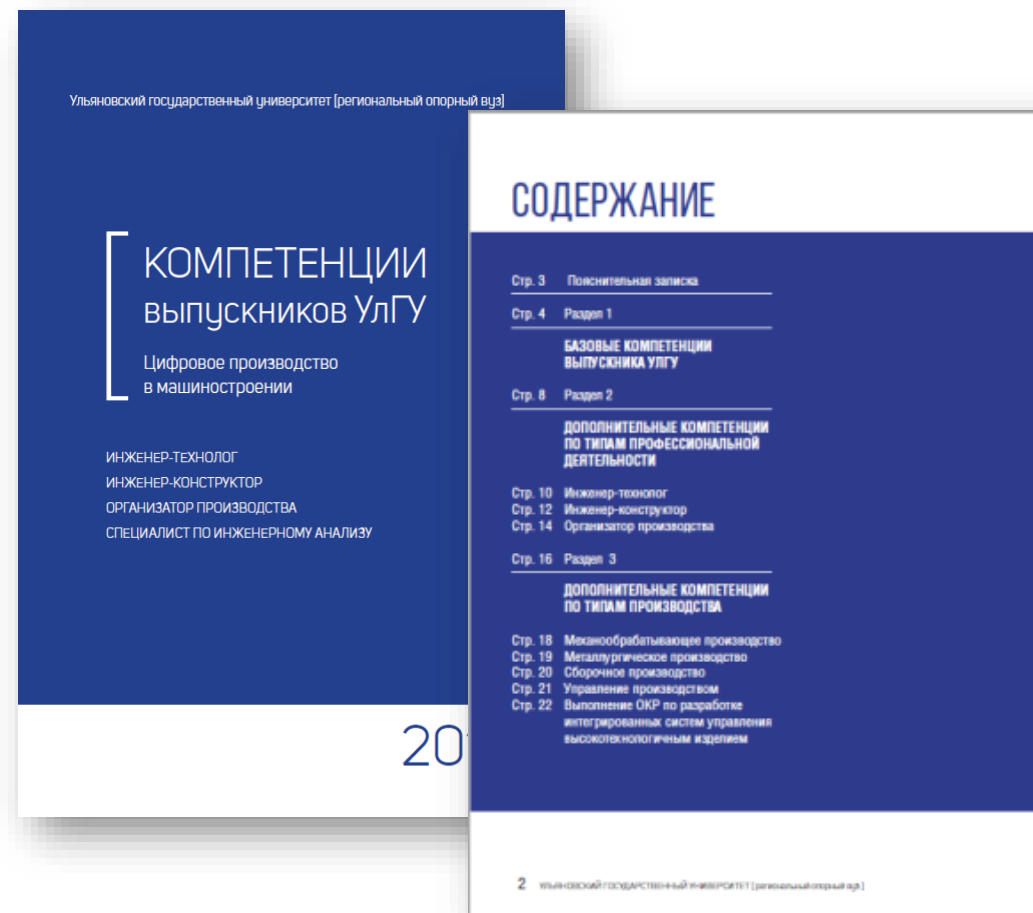 Ульяновский государственный университет [региональный опорный вуз]
КОМПЕТЕНЦИИ
выпускников УлГУ
Цифровое производство
в машиностроении
ИНЖЕНЕР-ТЕХНОЛОГ
ИНЖЕНЕР-КОНСТРУКТОР
ОРГАНИЗАТОР ПРОИЗВОДСТВА
СПЕЦИАЛИСТ ПО ИНЖЕНЕРНОМУ АНАЛИЗУ
20
СОДЕРЖАНИЕ
Стр. 3 Пояснительная записка
Стр. 4 Раздел 1
БАЗОВЫЕ КОМПЕТЕНЦИИ
ВЫПУСКНИКА УЛГУ
Стр. 8 Раздел 2
ДОПОЛНИТЕЛЬНЫЕ КОМПЕТЕНЦИИ
ПО ТИПАМ ПРОФЕССИОНАЛЬНОЙ
ДЕЯТЕЛЬНОСТИ
Стр. 10 Инженер-технолог
Стр. 12 Инженер-конструктор
Стр. 14 Организатор производства
Стр. 16 Раздел 3
ДОПОЛНИТЕЛЬНЫЕ КОМПЕТЕНЦИИ
ПО ТИПАМ ПРОИЗВОДСТВА
Стр. 18 Механообрабатывающее производство
Стр. 19 Металлургическое производство
Стр. 20 Сборочное производство
Стр. 21 Управление производством
Стр. 22 Выполнение ОКР по разработке
интегрированных систем управления
высокотехнологичным изделием
2 УЛЬЯНОВСКИЙ ГОСУДАРСТВЕННЫЙ УНИВЕРСИТЕТ [региональный опорный вуз]